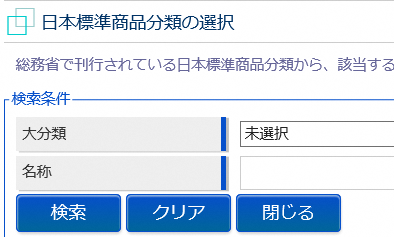 日本標準商品分類の選択
総務省で刊行されている日本標準商品分類から、該当する
検索条件
大分類
未選択
名称
検索 クリア 閉じる